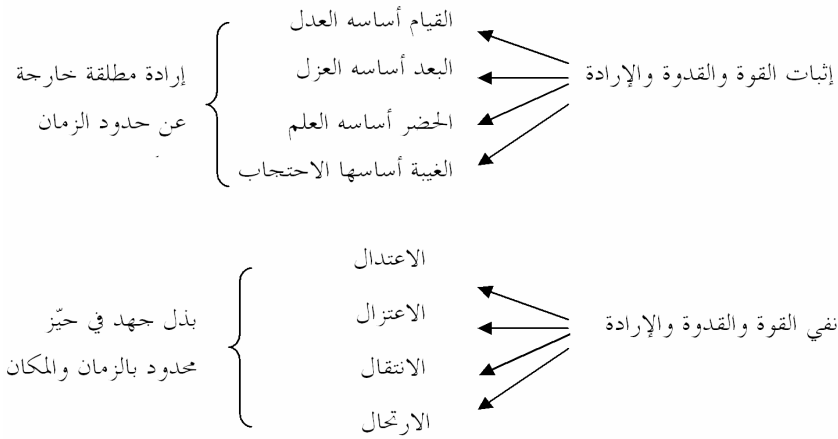 إثبات القوة والقدوة والإرادة
القيام أساسه العدل
البعد أساسه العزل
الحضر أساسه العلم
الغيبة أساسها الاحتجاب
إرادة مطلقة خارجة
عن حدود الزمان
نفي القوة والقدوة والإرادة
الاعتدال
الاعتزال
الانتقال
الارتحال
بذل جهد في حيّز
محدود بالزمان والمكان